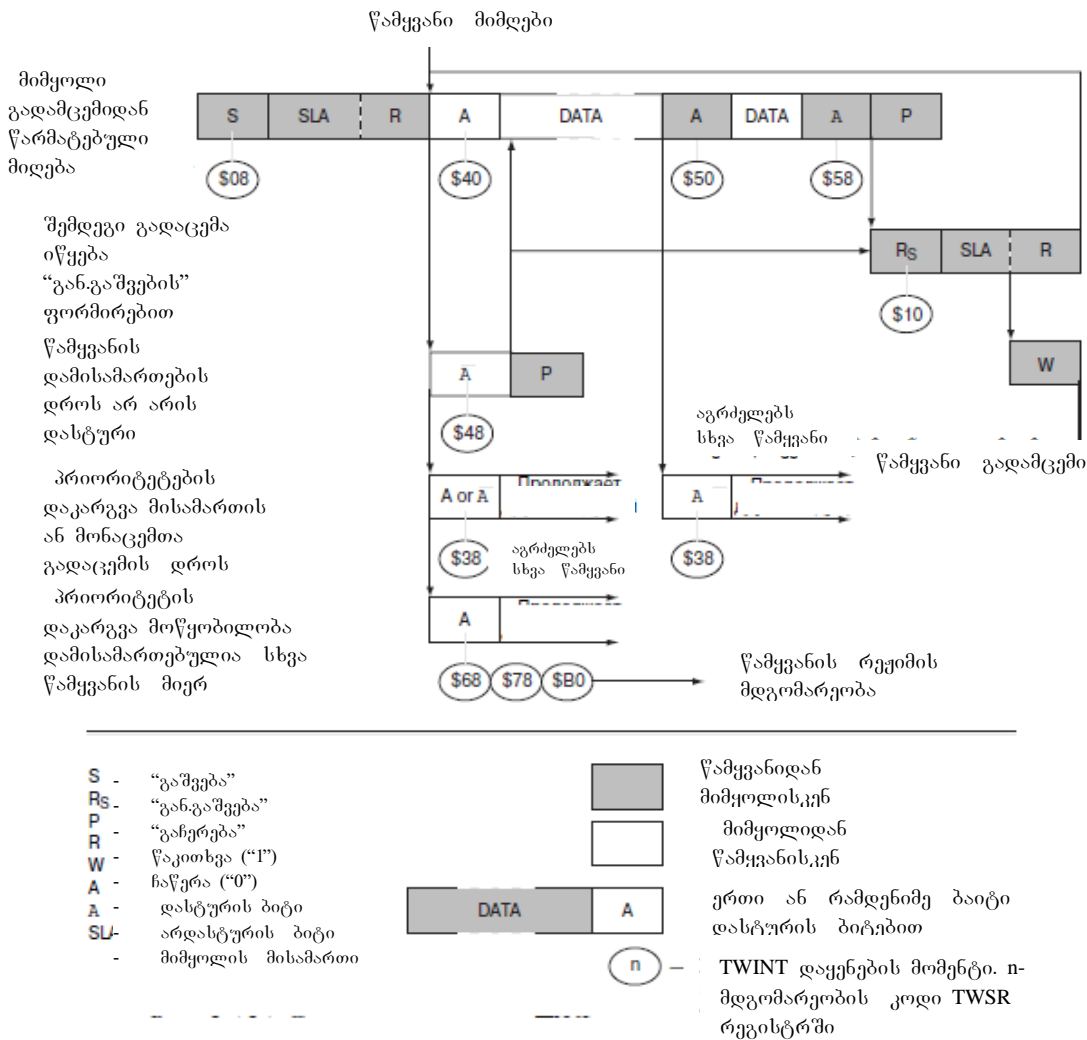 წამყვანი მიმღები
მიმყოლი
გადამცემიდან
წარმატებული
მიღება
S SLA R A DATA A DATA A P
$08 $40 $50 $58
შემდეგი გადაცემა
იწყება
“გან.გაშვების”
ფორმირებით
RS SLA R
$10
წამყვანის
დამისამართების
დროს არ არის
დასტური
A P
W
$48
აგრძელებს
სხვა წამყვანი
წამყვანი გადამცემი
პრიორიტეტების
დაკარგვა მისამართის
ან მონაცემთა
გადაცემის დროს
A or A
A
$38
აგრძელებს
სხვა წამყვანი
$38
პრიორიტეტის
დაკარგვა მოწყობილობა
დამისამართებულია სხვა
წამყვანის მიერ
A
$68 $78 $B0
წამყვანის რეჟიმის
მდგომარეობა
S - “გაშვება”
RS - “გან.გაშვება”
P - “გაჩერება”
R
W - წაკითხვა (“1”)
A - ჩაწერა (“0”)
A - დასტურის ბიტი
SLA - არდასტურის ბიტი
- მიმყოლის მისამართი
წამყვანიდან
მიმყოლისკენ
მიმყოლიდან
წამყვანისკენ
DATA A
ერთი ან რამდენიმე ბაიტი
დასტურის ბიტებით
n –
TWINT დაყენების მომენტი. n-
მდგომარეობის კოდი TWSR
რეგისტრში